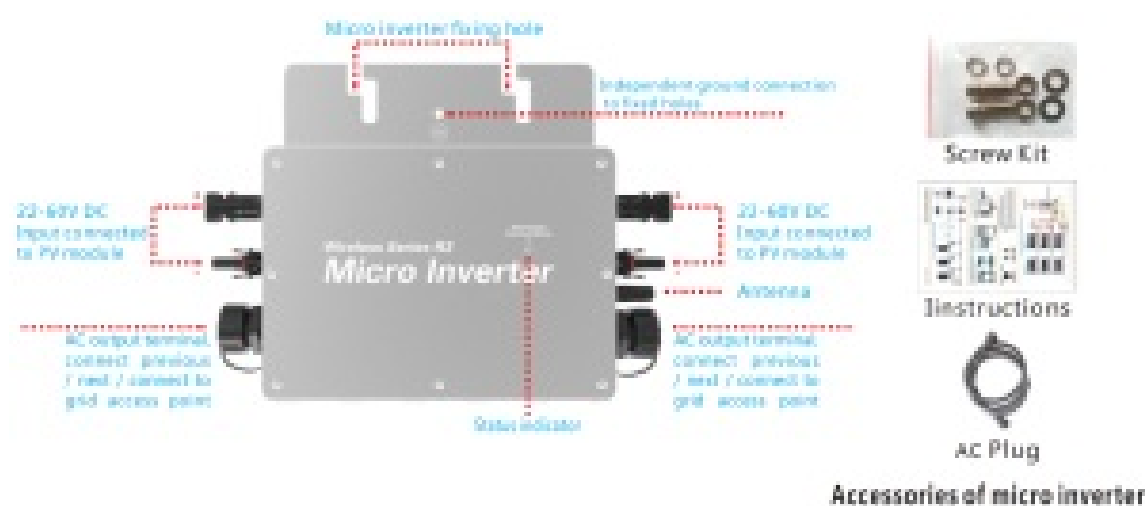 Micro inverter fixing hole
Independent ground connection
to fixed holes
22-60V DC
Input connected
to PV module
22-60V DC
Input connected
to PV module
Wireless Series
Micro Inverter
Antenna
AC output terminal,
connect previous
/ next / connect to
grid access point
AC output terminal,
connect previous
/ next / connect to
grid access point
Status indicator
Screw Kit
Iinstructions
AC Plug
Accessories of micro inverter